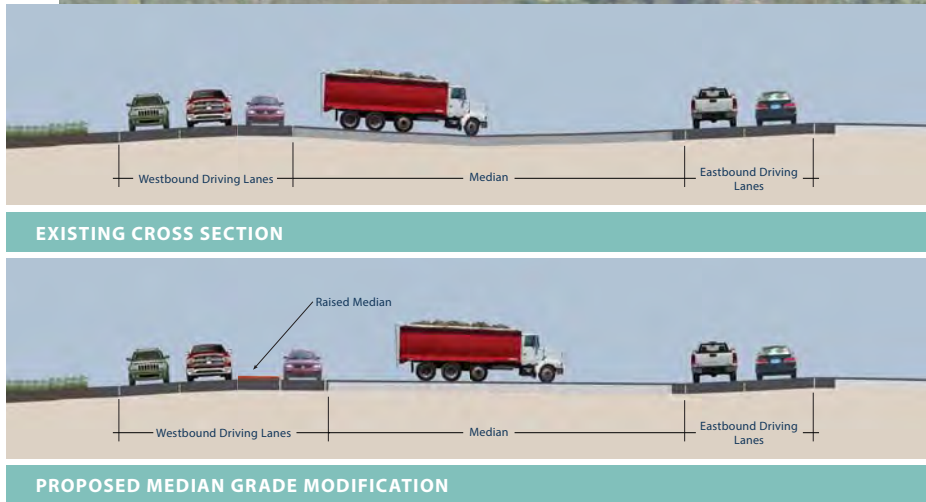 Westbound Driving Lanes
Median
Eastbound Driving
Lanes
EXISTING CROSS SECTION
Raised Median
Westbound Driving Lanes
Median
Eastbound Driving
Lanes
PROPOSED MEDIAN GRADE MODIFICATION